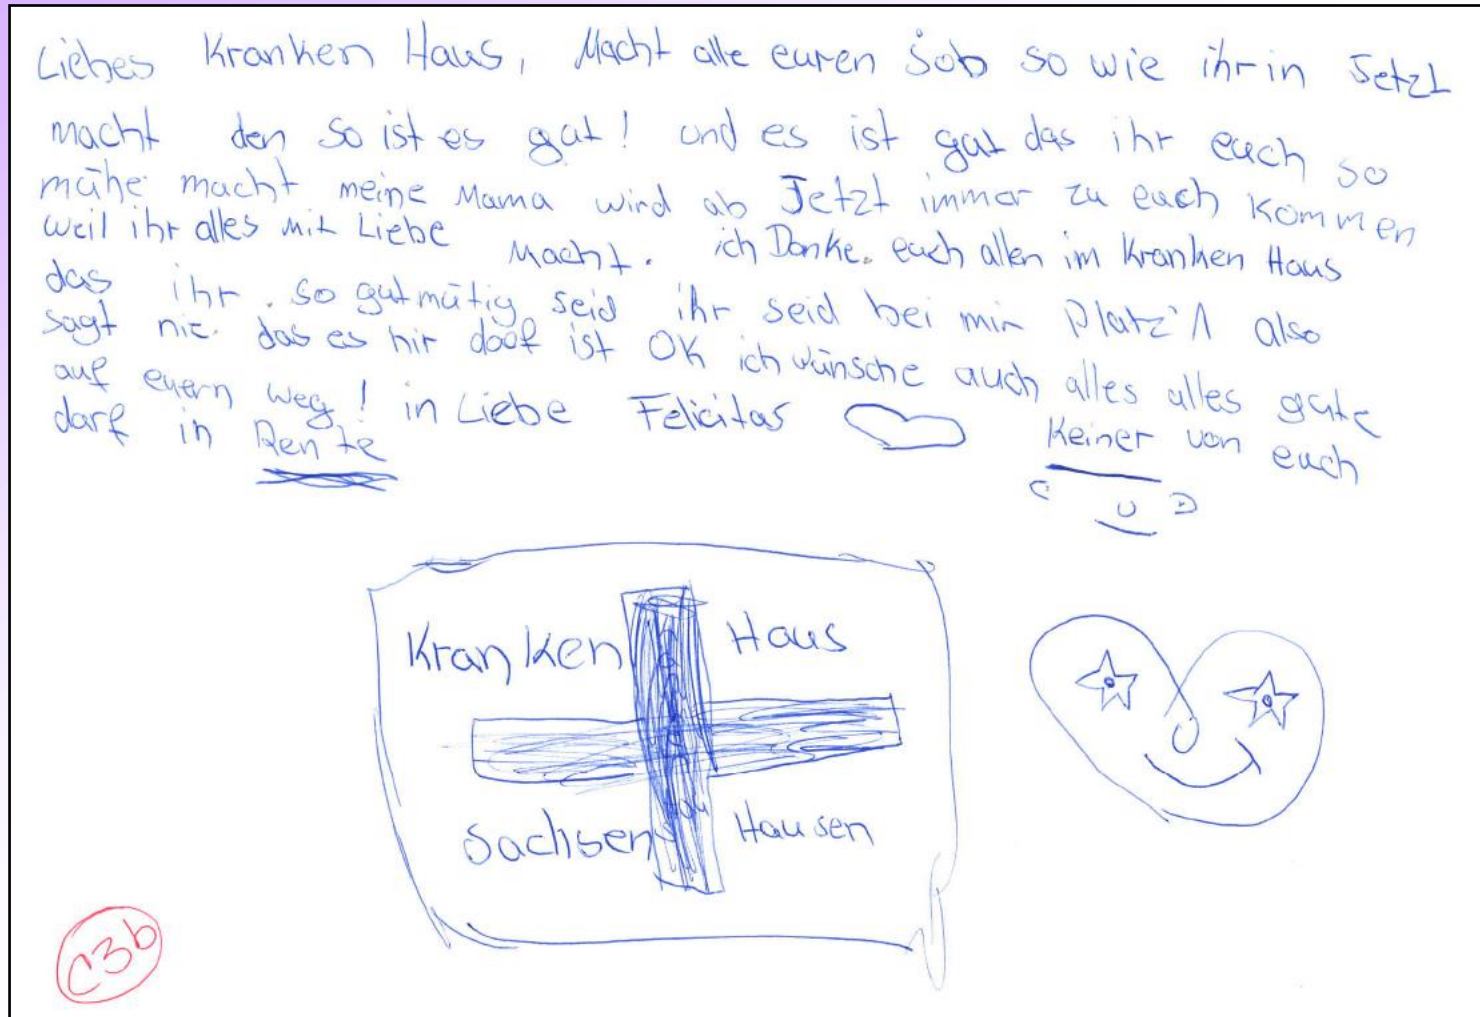 Liebes Kranken Haus, Macht alle euren Job so wie ihr in Jetzt
macht den so ist es gut! und es ist gut das ihr euch so
mühe macht meine Mama wird ab Jetzt immer zu euch kommen
weil ihr alles mit Liebe macht. ich Danke euch allen im Kranken Haus
das ihr so gutmütig seid ihr seid bei mir Platz 1 also
sagt nie das es hir doof ist OK ich wünsche auch alles alles gute
auf euern weg! in Liebe Felicitas Keiner von euch
darf in Rente
Kranken Haus
Sachsen Hausen
C3b